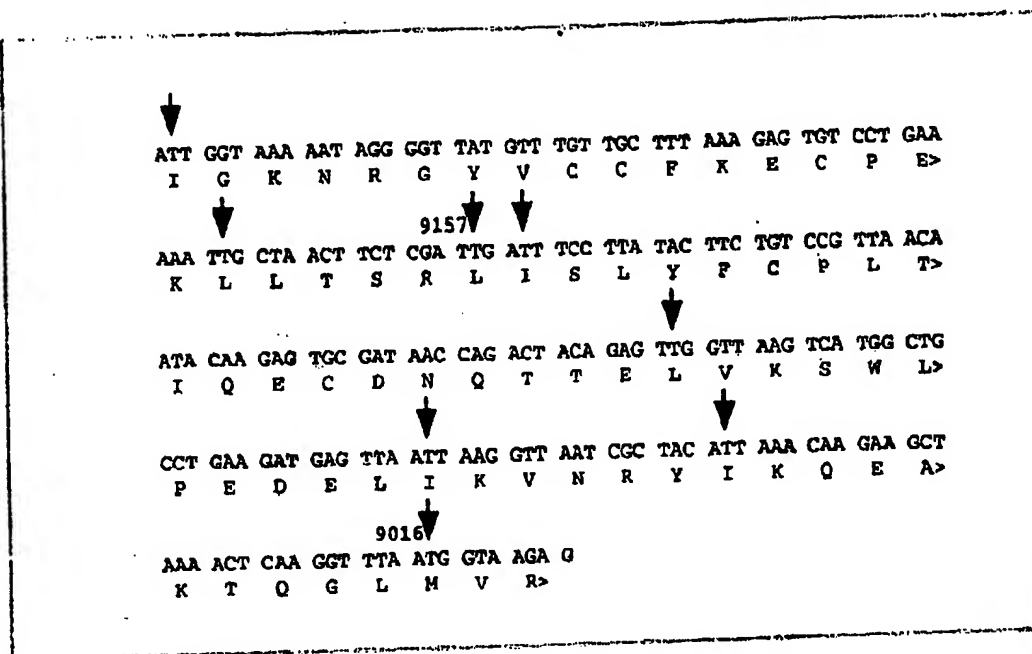 ATT GGT AAA AAT AGG GGT TAT GTT TGT TGC TTT AAA GAG TGT CCT GAA
I G K N R G Y V C C F K E C P E>
9157
AAA TTG CTA ACT TCT CGA TTG ATT TCC TTA TAC TTC TGT CCG TTA ACA
K L L T S R L I S L Y F C P L T>
ATA CAA GAG TGC GAT AAC CAG ACT ACA GAG TTG GTT AAG TCA TGG CTG
I Q E C D N Q T T E L V K S W L>
CCT GAA GAT GAG TTA ATT AAG GTT AAT CGC TAC ATT AAA CAA GAA GCT
P E D E L I K V N R Y I K Q E A>
9016
AAA ACT CAA GGT TTA ATG GTA AGA G
K T Q G L M V R>